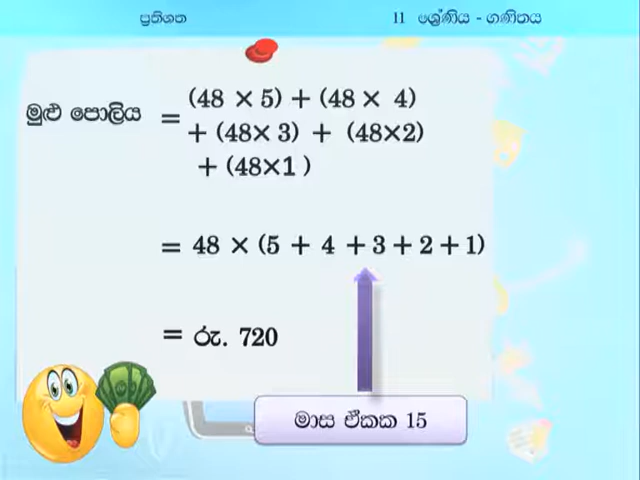 ප්‍රතිශත
11 ශ්‍රේණිය - ගණිතය
මුළු පොලිය = (48 × 5) + (48 × 4)
+ (48× 3) + (48×2)
+ (48×1 )
= 48 × (5 + 4 + 3 + 2 + 1)
= රු. 720
මාස ඒකක 15